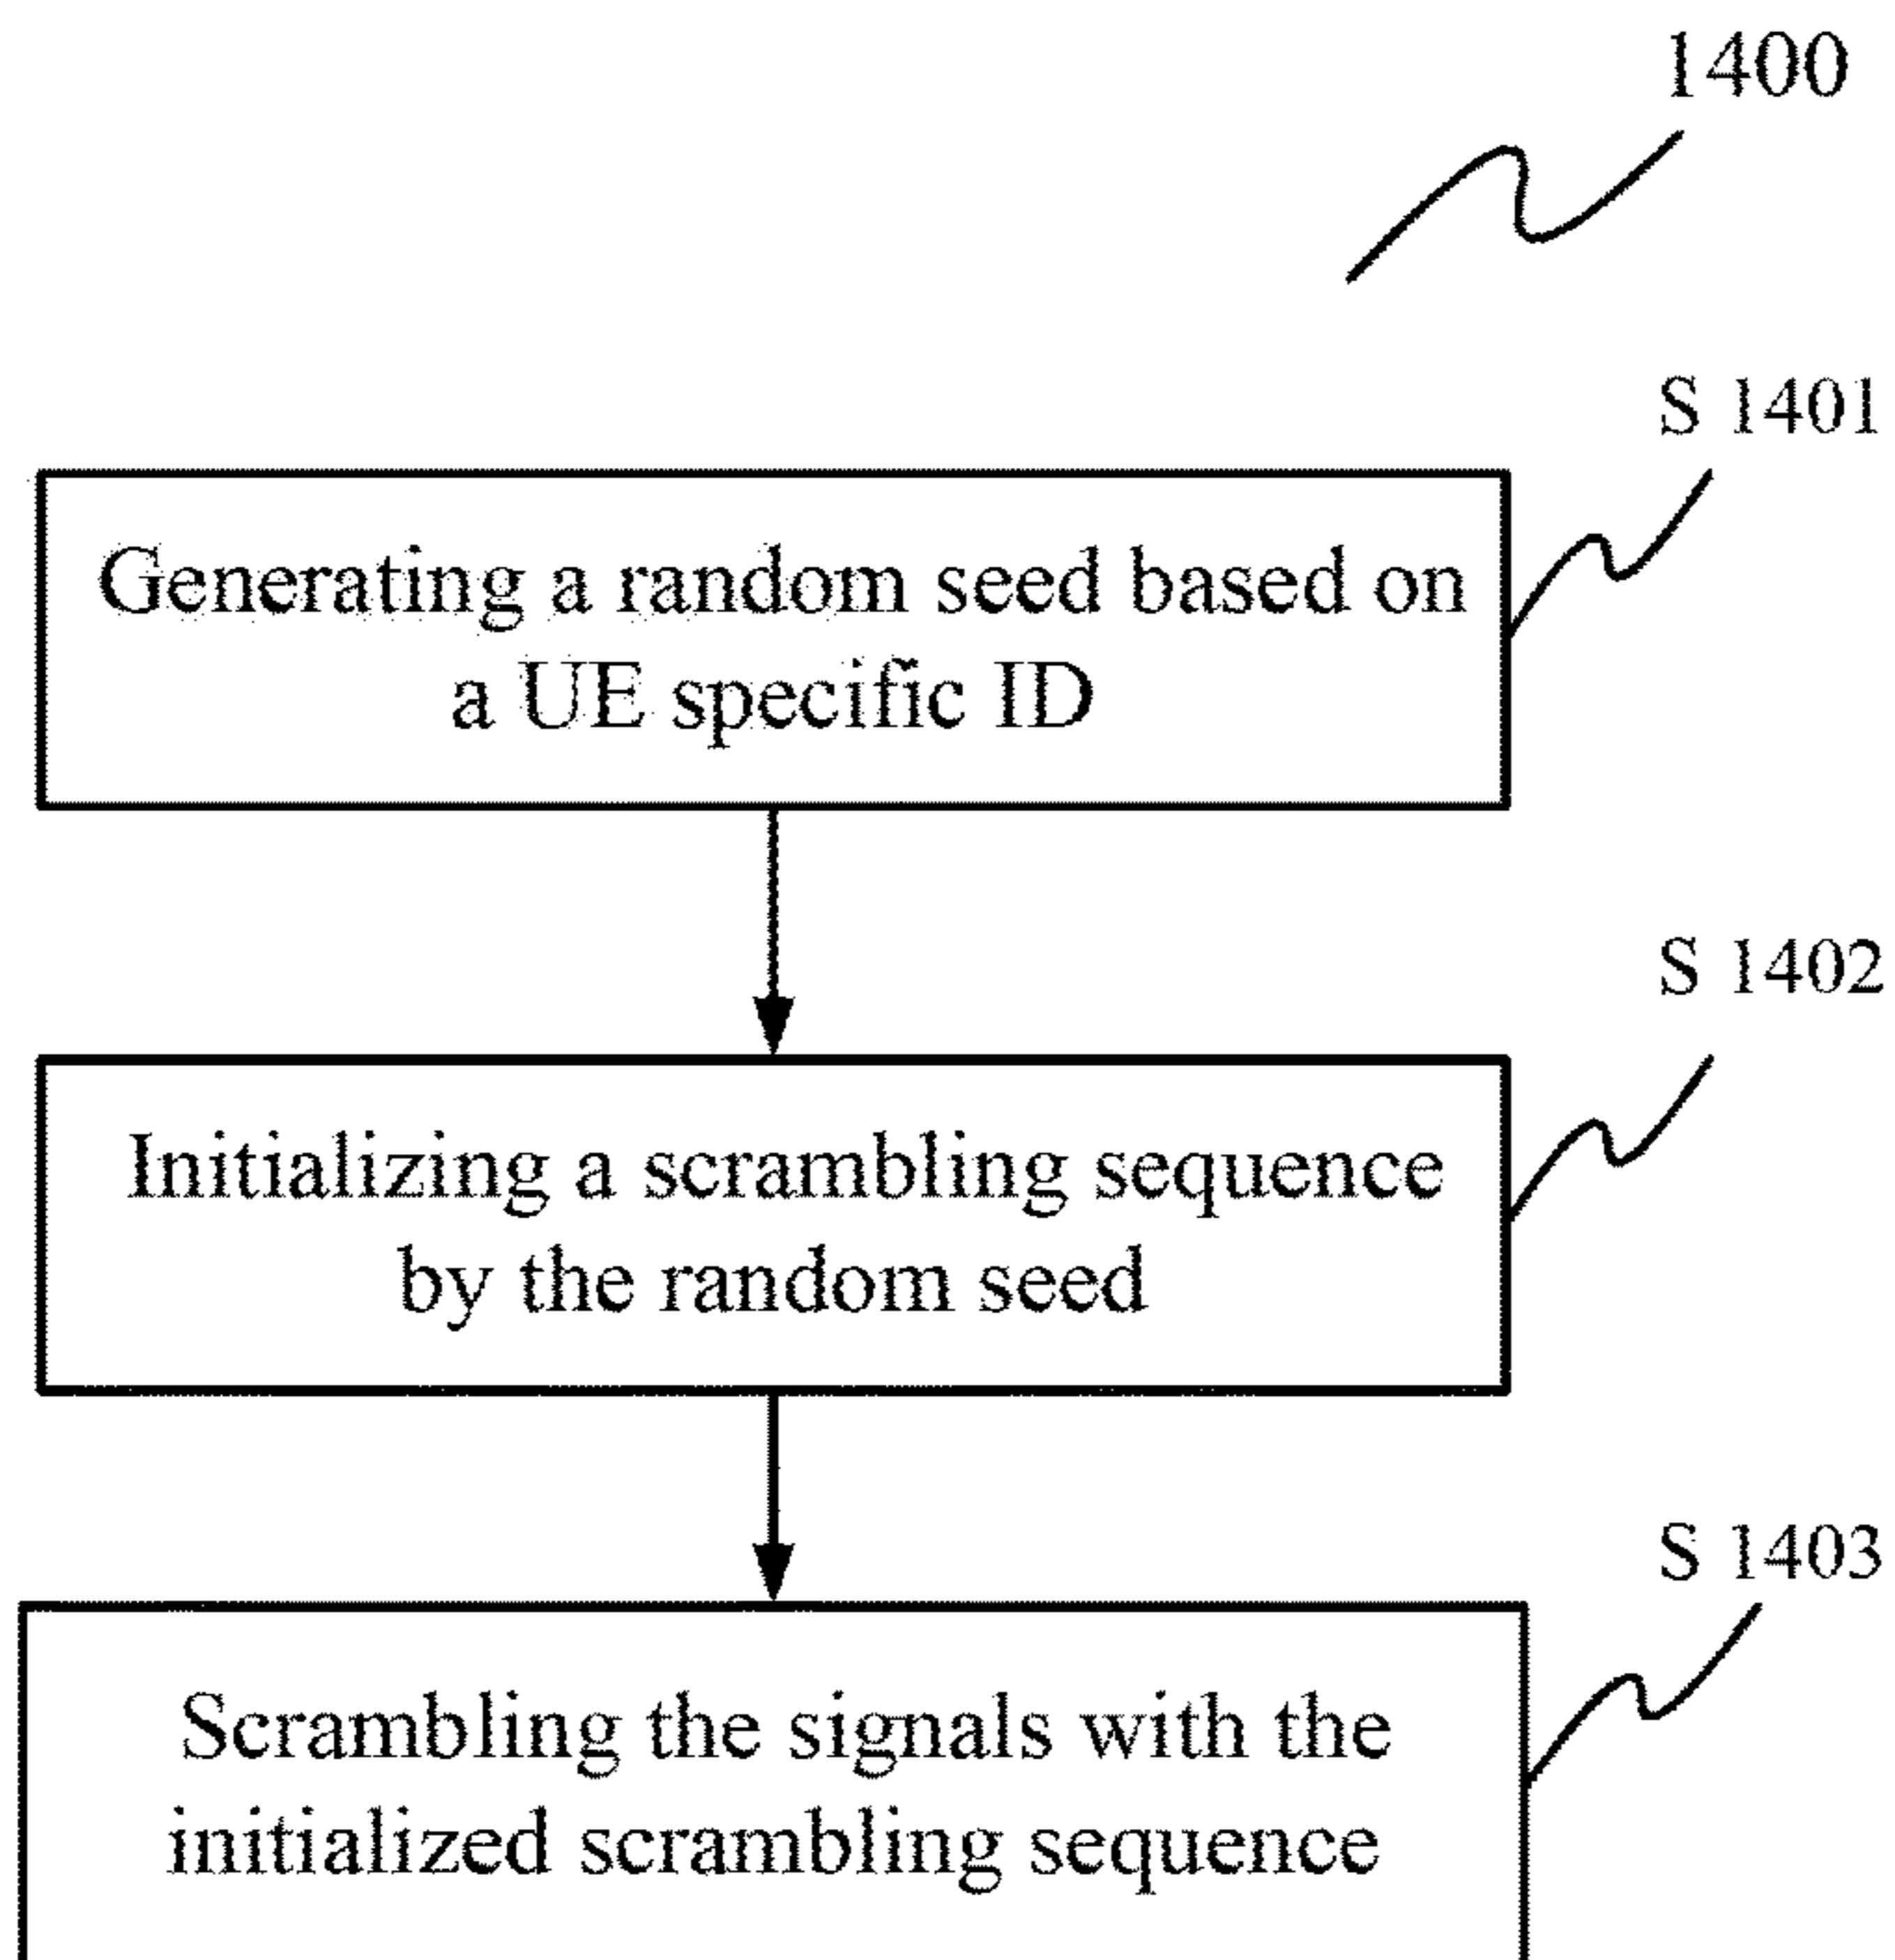 1400
S 1401
Generating a random seed based on
a UE specific ID
S 1402
Initializing a scrambling sequence
by the random seed
S 1403
Scrambling the signals with the
initialized scrambling sequence